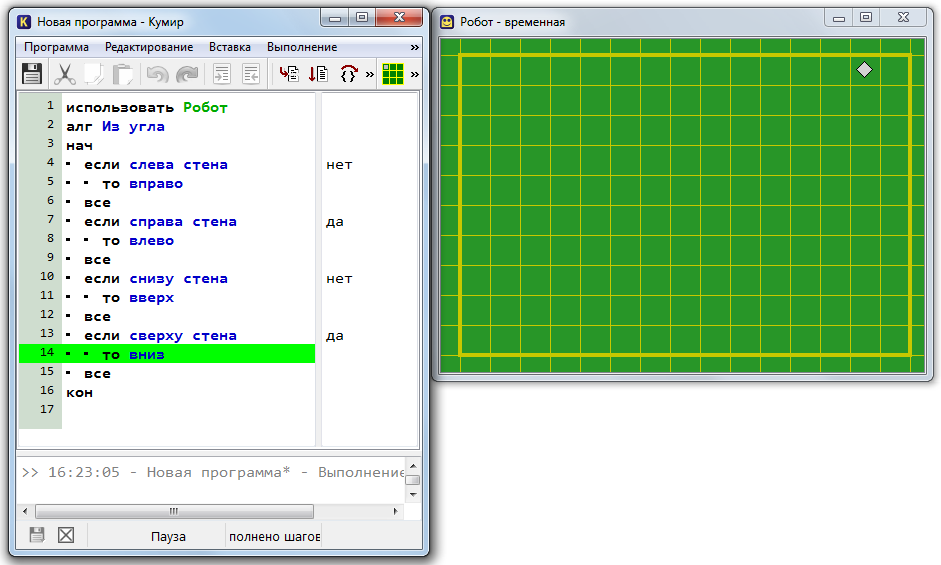 Новая программа - Кумир
Программа Редактирование Вставка Выполнение »
» »
1 использовать Робот
2 алг Из угла
3 нач
4 если слева стена нет
5 то вправо
6 все
7 если справа стена да
8 то влево
9 все
10 если снизу стена нет
11 то вверх
12 все
13 если сверху стена да
14 то вниз
15 все
16 кон
17
>> 16:23:05 - Новая программа* - Выполнение
Пауза полнено шагов
Робот - временная